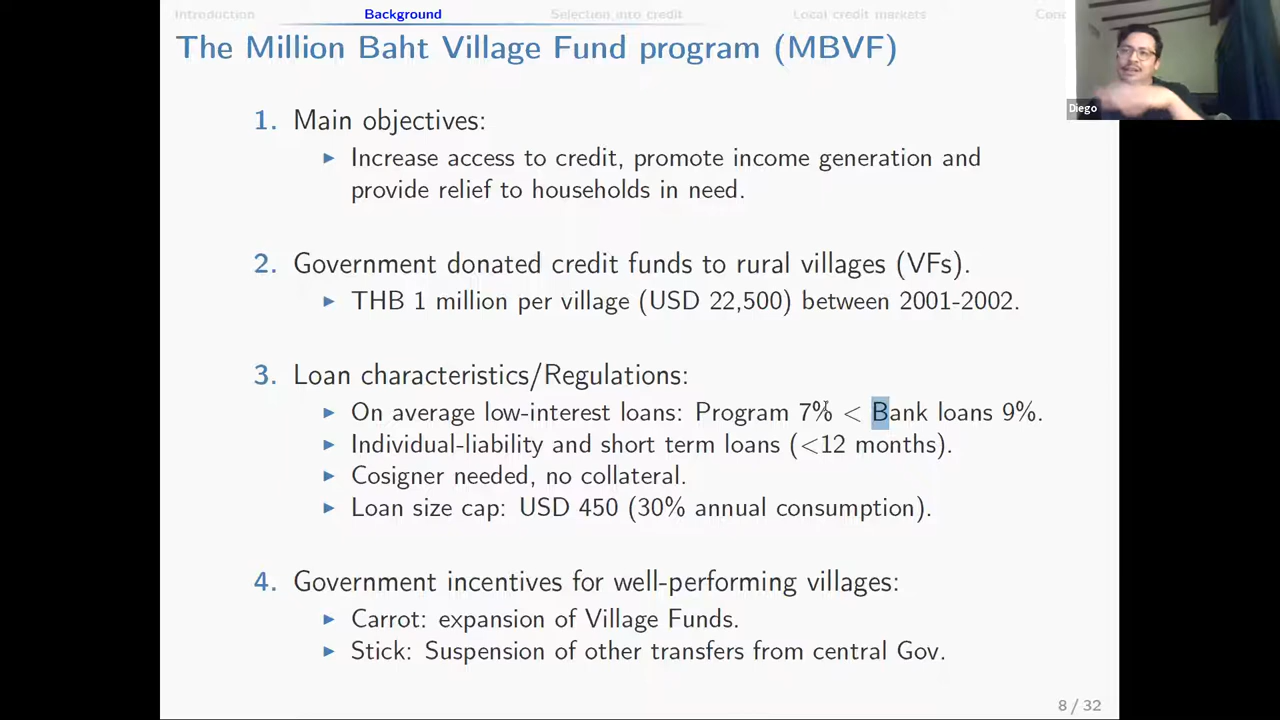 Introduction Background Selection into credit Local credit markets
The Million Baht Village Fund program (MBVF)
Diego
1. Main objectives:
▶ Increase access to credit, promote income generation and
provide relief to households in need.
2. Government donated credit funds to rural villages (VFs).
▶ THB 1 million per village (USD 22,500) between 2001-2002.
3. Loan characteristics/Regulations:
▶ On average low-interest loans: Program 7% < Bank loans 9%.
▶ Individual-liability and short term loans (<12 months).
▶ Cosigner needed, no collateral.
▶ Loan size cap: USD 450 (30% annual consumption).
4. Government incentives for well-performing villages:
▶ Carrot: expansion of Village Funds.
▶ Stick: Suspension of other transfers from central Gov.
8 / 32